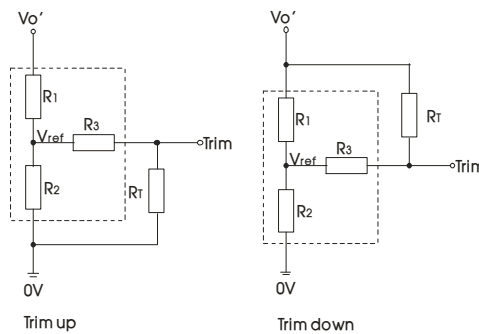 Vo’
R1
Vref
R3
Trim
R2
RT
0V
Trim up
Vo’
R1
RT
Vref
R3
Trim
R2
0V
Trim down